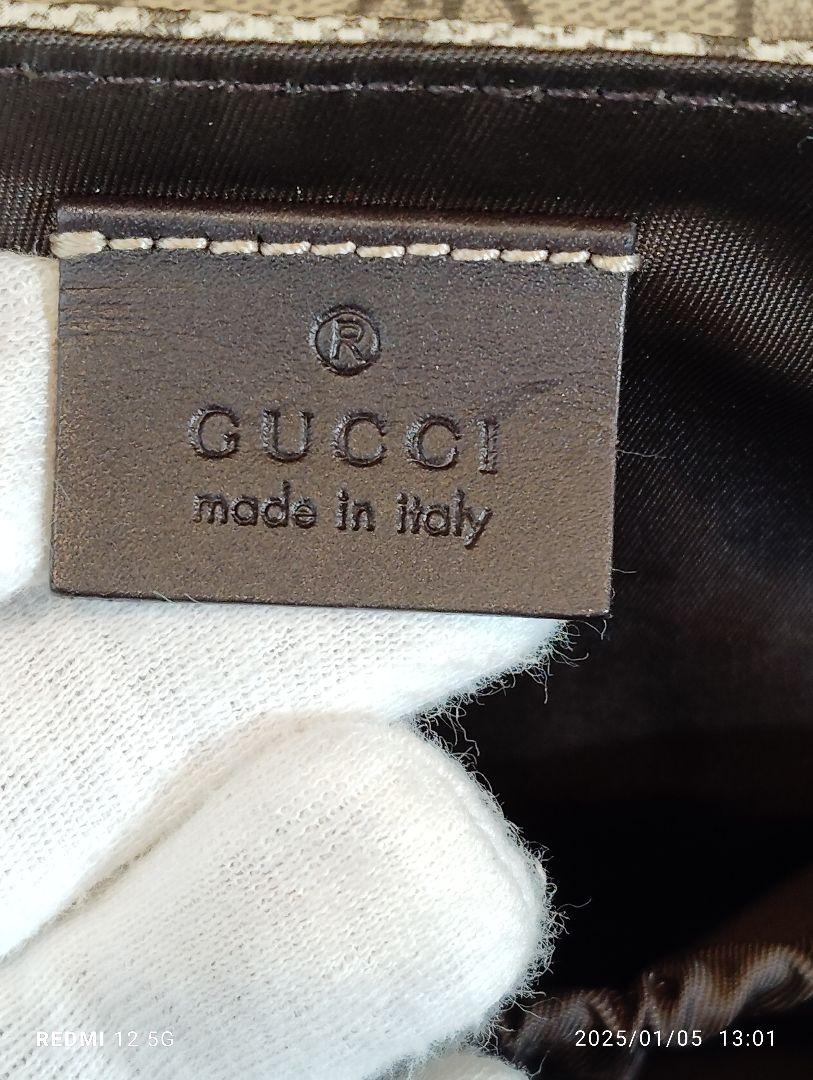 ®
GUCCI
made in italy
REDMI 12 5G
2025/01/05 13:01